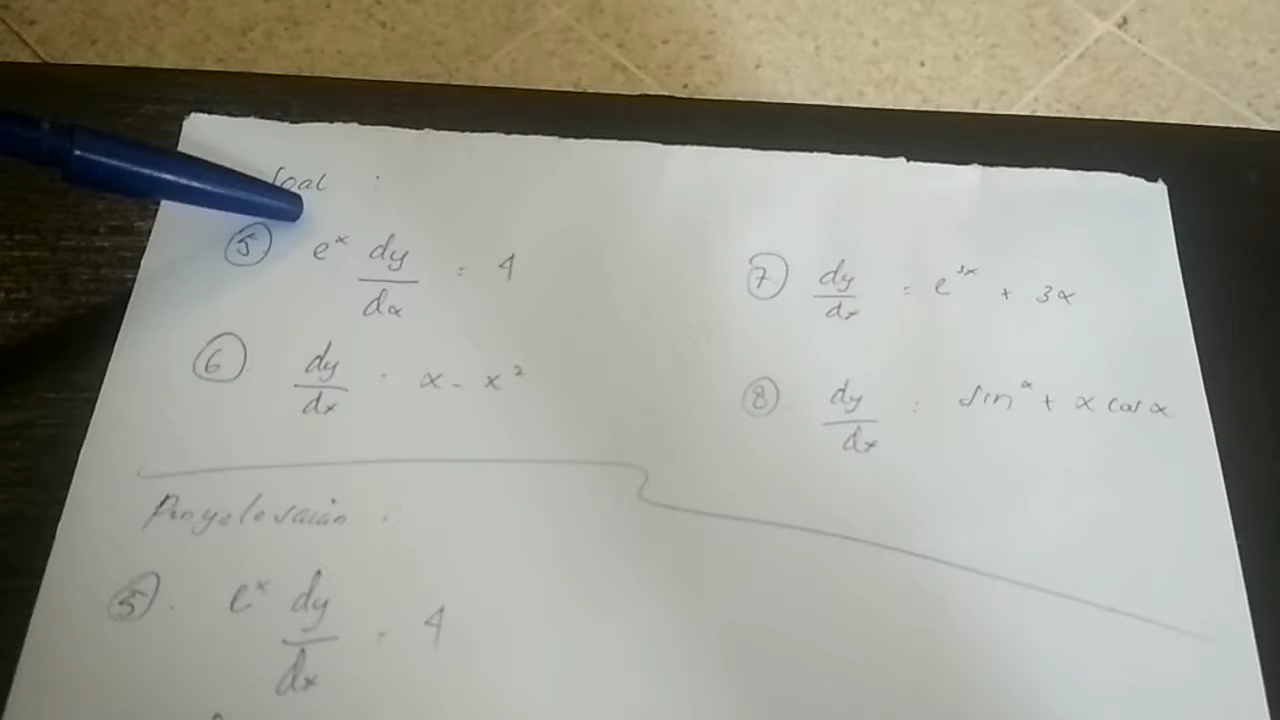 Soal :
⑤ e^x dy/dx = 4
⑥ dy/dx = x - x²
⑦ dy/dx = e^3x + 3x
⑧ dy/dx = sin x + x cos x
Penyelesaian :
⑤. e^x dy/dx = 4